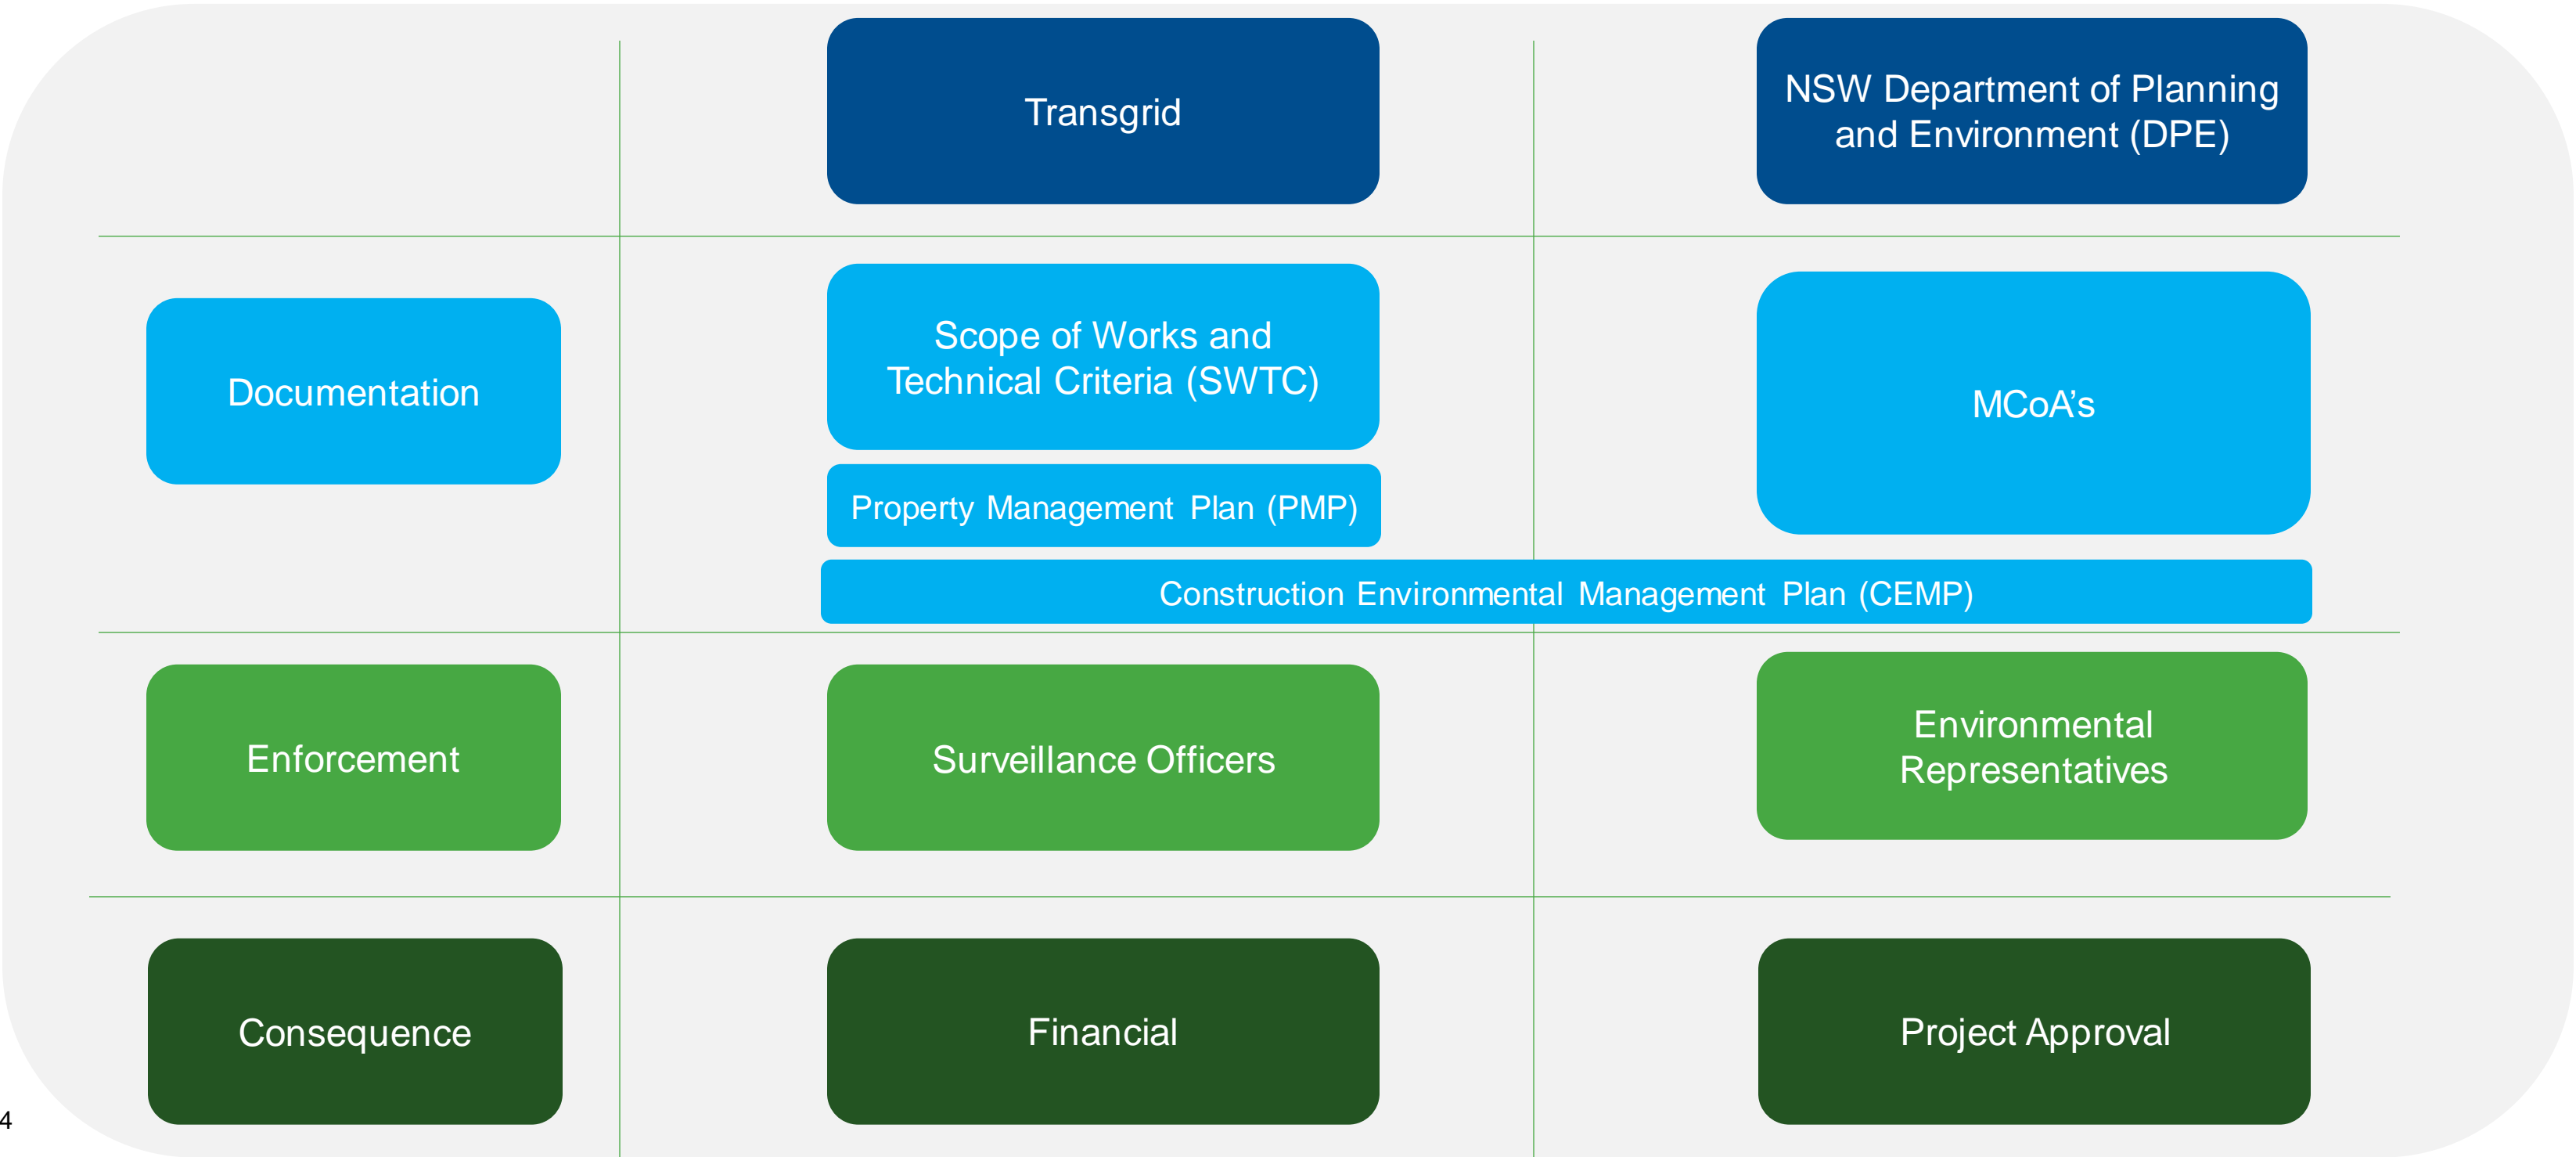 Transgrid
NSW Department of Planning
and Environment (DPE)
Documentation
Scope of Works and
Technical Criteria (SWTC)
MCoA’s
Property Management Plan (PMP)
Construction Environmental Management Plan (CEMP)
Enforcement
Surveillance Officers
Environmental
Representatives
Consequence
Financial
Project Approval
4